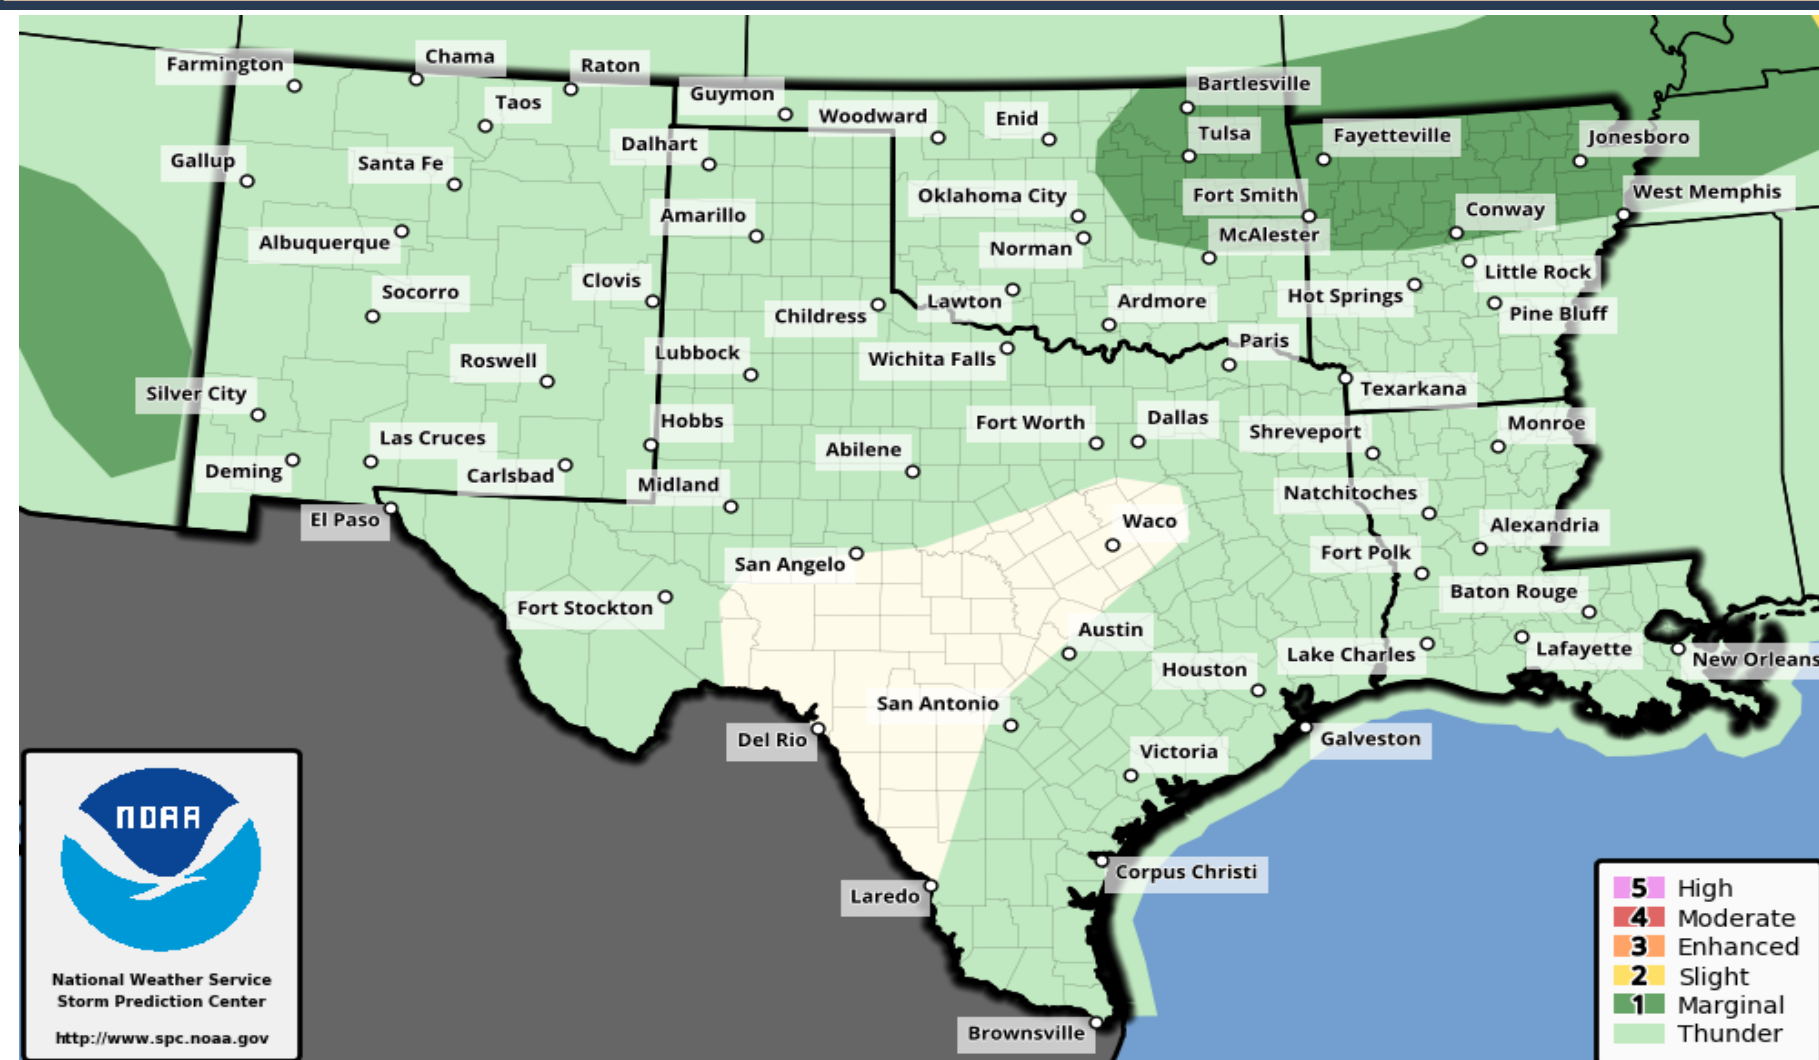 Farmington
Chama
Raton
Taos
Guymon
Woodward
Enid
Bartlesville
Tulsa
Fayetteville
Jonesboro
Gallup
Santa Fe
Dalhart
Oklahoma City
Fort Smith
Conway
West Memphis
Albuquerque
Amarillo
Norman
McAlester
Socorro
Clovis
Childress
Lawton
Ardmore
Hot Springs
Little Rock
Pine Bluff
Roswell
Lubbock
Wichita Falls
Paris
Silver City
Texarkana
Las Cruces
Hobbs
Abilene
Fort Worth
Dallas
Shreveport
Monroe
Deming
Carlsbad
Midland
Natchitoches
El Paso
Waco
Alexandria
San Angelo
Fort Polk
Fort Stockton
Baton Rouge
Austin
Houston
Lake Charles
Lafayette
New Orleans
San Antonio
Del Rio
Victoria
Galveston
Corpus Christi
Laredo
Brownsville
NOAA
National Weather Service
Storm Prediction Center
http://www.spc.noaa.gov
5 High
4 Moderate
3 Enhanced
2 Slight
1 Marginal
Thunder